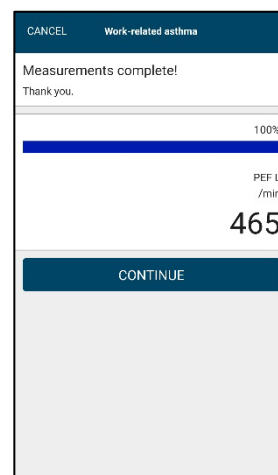 CANCEL Work-related asthma
Measurements complete!
Thank you.
100%
PEF L
/min
465
CONTINUE